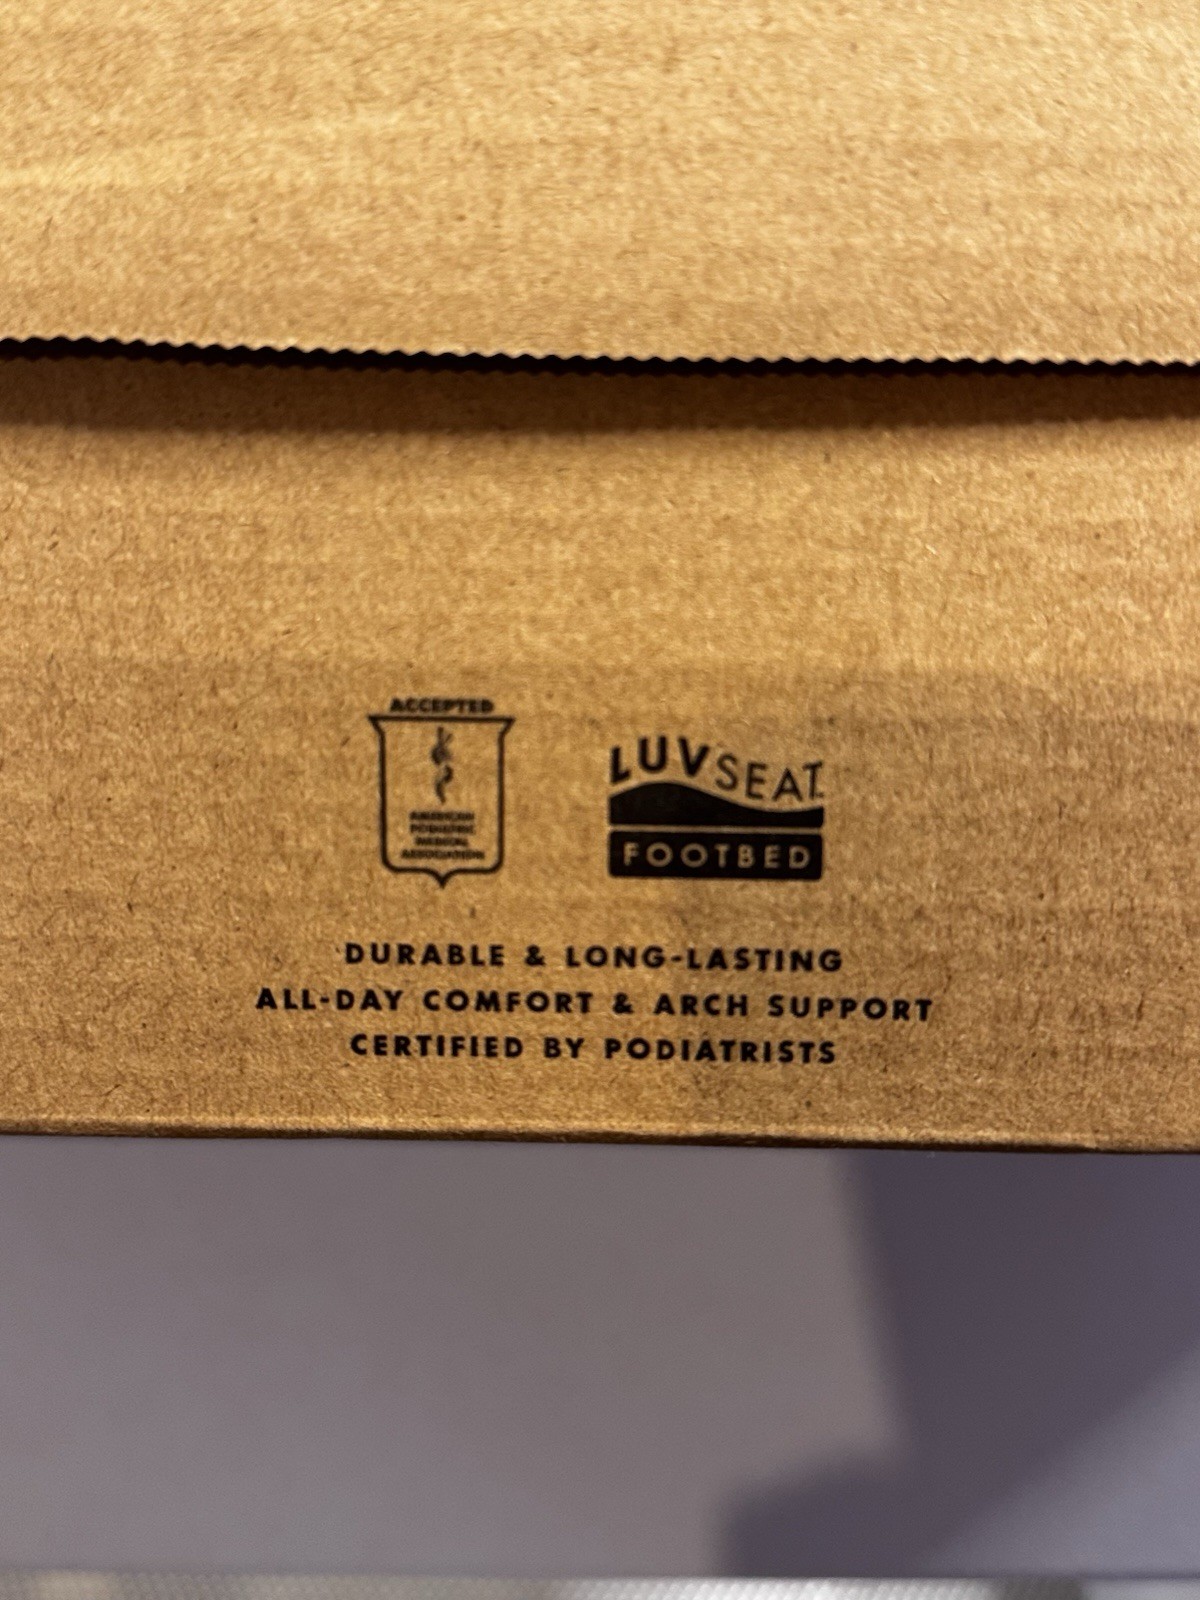 ACCEPTED
AMERICAN
PODIATRIC
MEDICAL
ASSOCIATION
LUVSEAT
FOOTBED
DURABLE & LONG-LASTING
ALL-DAY COMFORT & ARCH SUPPORT
CERTIFIED BY PODIATRISTS